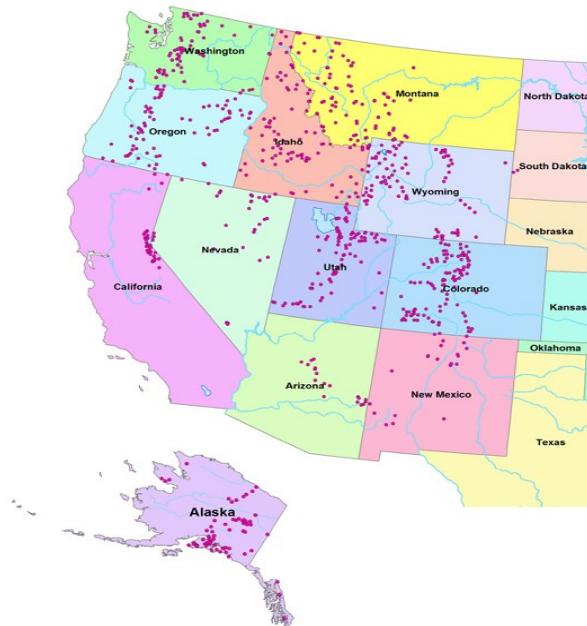 Washington
Montana
North Dakota
Oregon
Idaho
South Dakota
Wyoming
Nebraska
Nevada
Utah
California
Colorado
Kansas
Oklahoma
Arizona
New Mexico
Texas
Alaska